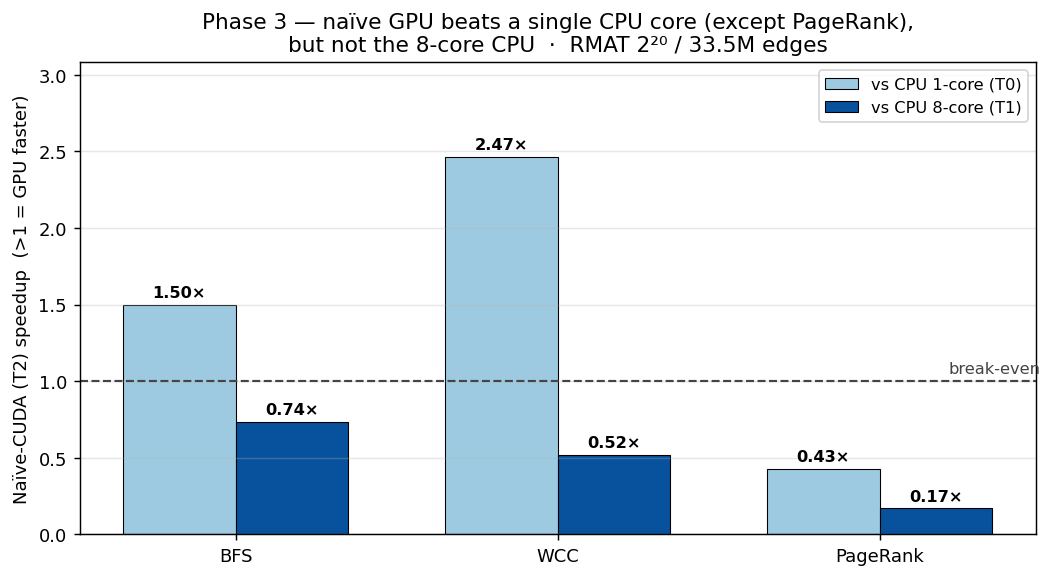 Phase 3 — naïve GPU beats a single CPU core (except PageRank),
but not the 8-core CPU · RMAT 2²⁰ / 33.5M edges
Naïve-CUDA (T2) speedup (>1 = GPU faster)
3.0
2.5
2.0
1.5
1.0
0.5
0.0
vs CPU 1-core (T0)
vs CPU 8-core (T1)
break-even
1.50×
0.74×
2.47×
0.52×
0.43×
0.17×
BFS
WCC
PageRank